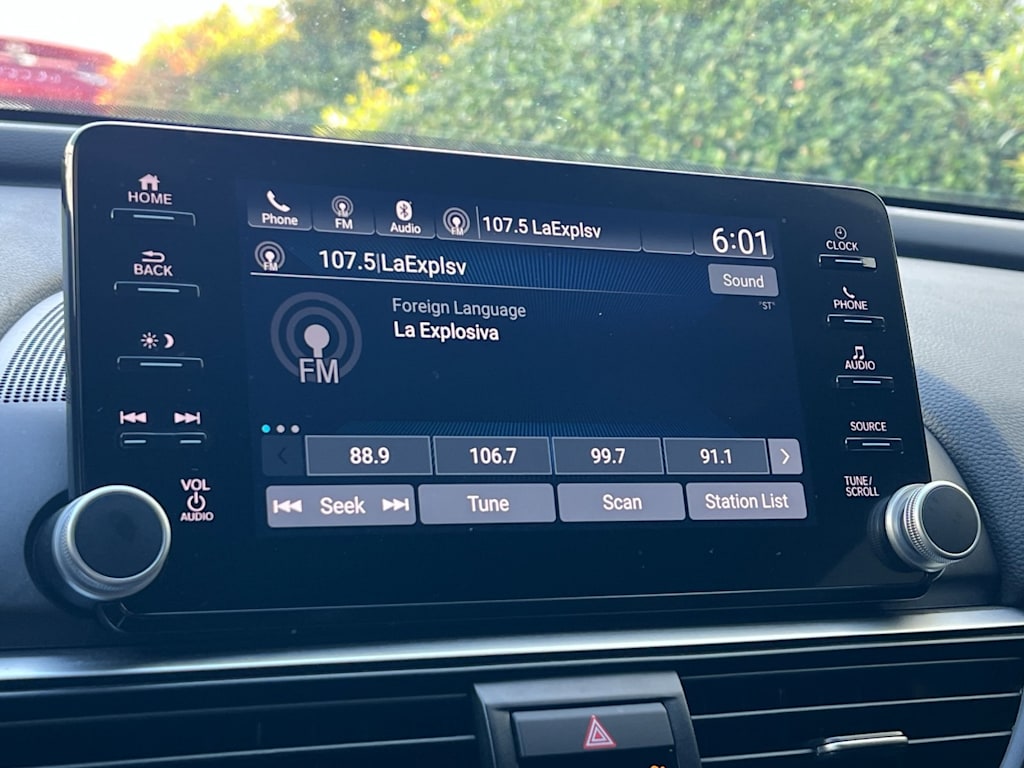 HOME
BACK
VOL
AUDIO
Phone
FM
Audio
FM
107.5 LaExplsv
6:01
FM
107.5|LaExplsv
Sound
"ST"
Foreign Language
La Explosiva
FM
88.9
106.7
99.7
91.1
Seek
Tune
Scan
Station List
CLOCK
PHONE
AUDIO
SOURCE
TUNE/
SCROLL